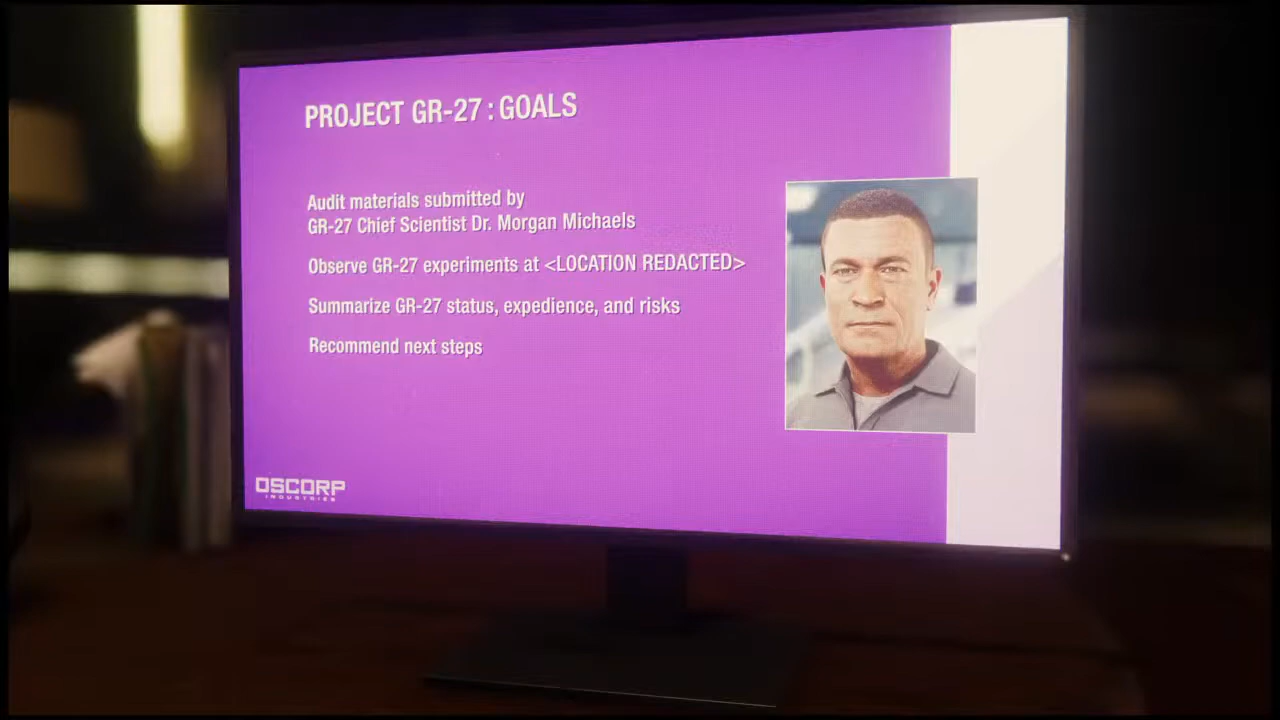 PROJECT GR-27 : GOALS
Audit materials submitted by
GR-27 Chief Scientist Dr. Morgan Michaels
Observe GR-27 experiments at <LOCATION REDACTED>
Summarize GR-27 status, expedience, and risks
Recommend next steps
OSCORP
INDUSTRIES